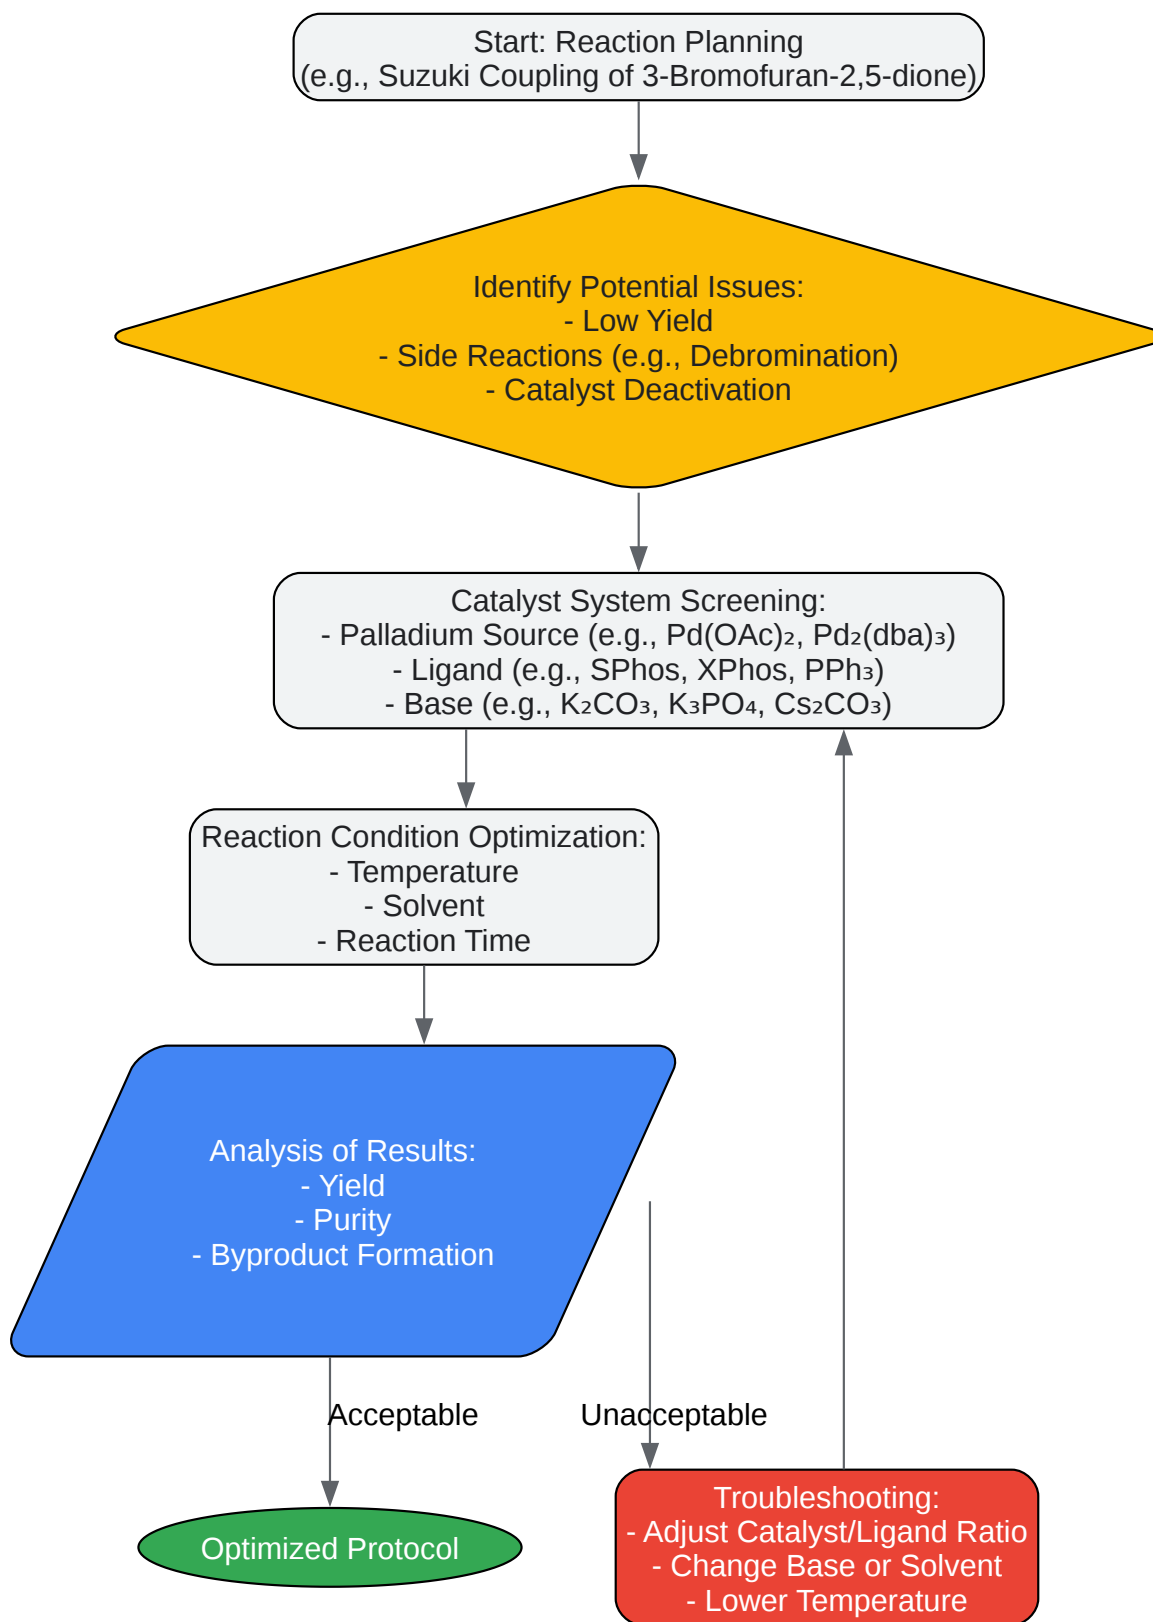 Start: Reaction Planning
(e.g., Suzuki Coupling of 3-Bromofuran-2,5-dione)
Identify Potential Issues:
- Low Yield
- Side Reactions (e.g., Debromination)
- Catalyst Deactivation
Catalyst System Screening:
- Palladium Source (e.g., Pd(OAc)₂, Pd₂(dba)₃)
- Ligand (e.g., SPhos, XPhos, PPh₃)
- Base (e.g., K₂CO₃, K₃PO₄, Cs₂CO₃)
Reaction Condition Optimization:
- Temperature
- Solvent
- Reaction Time
Analysis of Results:
- Yield
- Purity
- Byproduct Formation
Acceptable
Unacceptable
Optimized Protocol
Troubleshooting:
- Adjust Catalyst/Ligand Ratio
- Change Base or Solvent
- Lower Temperature